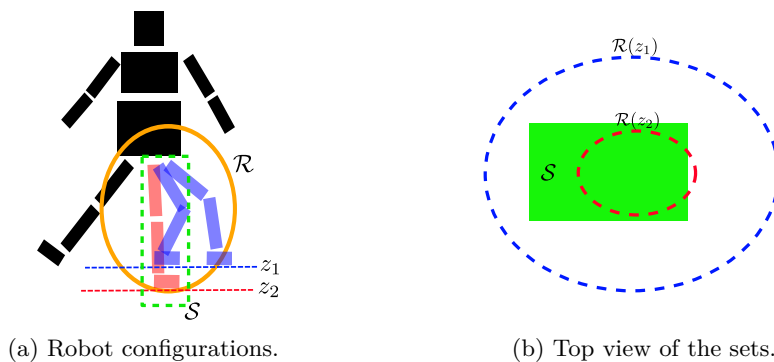 ℛ
z₁
z₂
𝒮
(a) Robot configurations.
ℛ(z₁)
ℛ(z₂)
𝒮
(b) Top view of the sets.